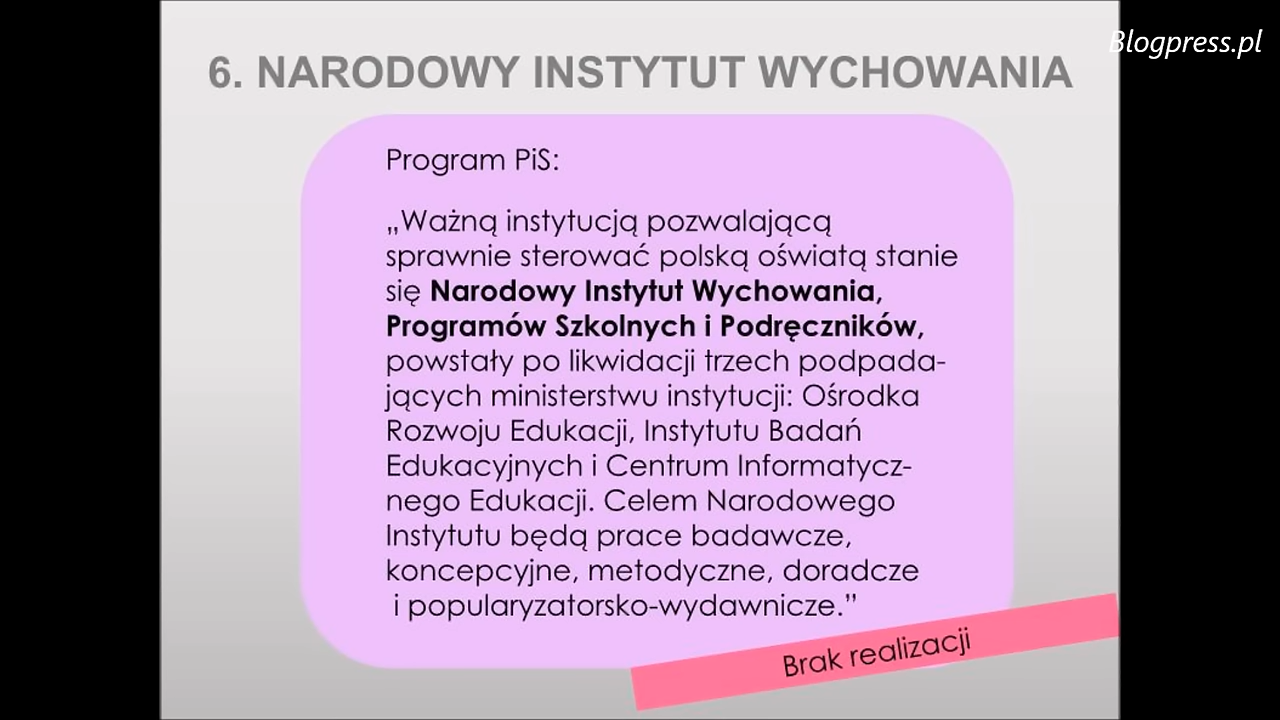 Blogpress.pl
6. NARODOWY INSTYTUT WYCHOWANIA
Program PiS:
„Ważną instytucją pozwalającą
sprawnie sterować polską oświatą stanie
się Narodowy Instytut Wychowania,
Programów Szkolnych i Podręczników,
powstały po likwidacji trzech podpada-
jących ministerstwu instytucji: Ośrodka
Rozwoju Edukacji, Instytutu Badań
Edukacyjnych i Centrum Informatycz-
nego Edukacji. Celem Narodowego
Instytutu będą prace badawcze,
koncepcyjne, metodyczne, doradcze
i popularyzatorsko-wydawnicze.”
Brak realizacji